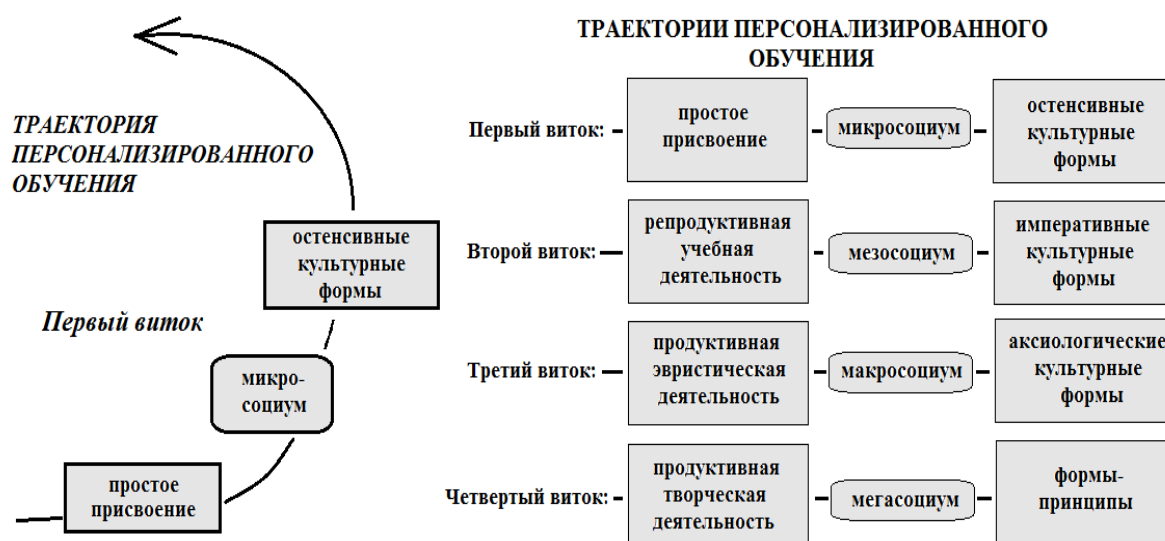 ТРАЕКТОРИЯ
ПЕРСОНАЛИЗИРОВАННОГО
ОБУЧЕНИЯ
остенсивные
культурные
формы
Первый виток
микро-
социум
простое
присвоение
ТРАЕКТОРИИ ПЕРСОНАЛИЗИРОВАННОГО
ОБУЧЕНИЯ
Первый виток:
простое
присвоение
микросоциум
остенсивные
культурные
формы
Второй виток:
репродуктивная
учебная
деятельность
мезосоциум
императивные
культурные
формы
Третий виток:
продуктивная
эвристическая
деятельность
макросоциум
аксиологические
культурные
формы
Четвертый виток:
продуктивная
творческая
деятельность
мегасоциум
формы-
принципы